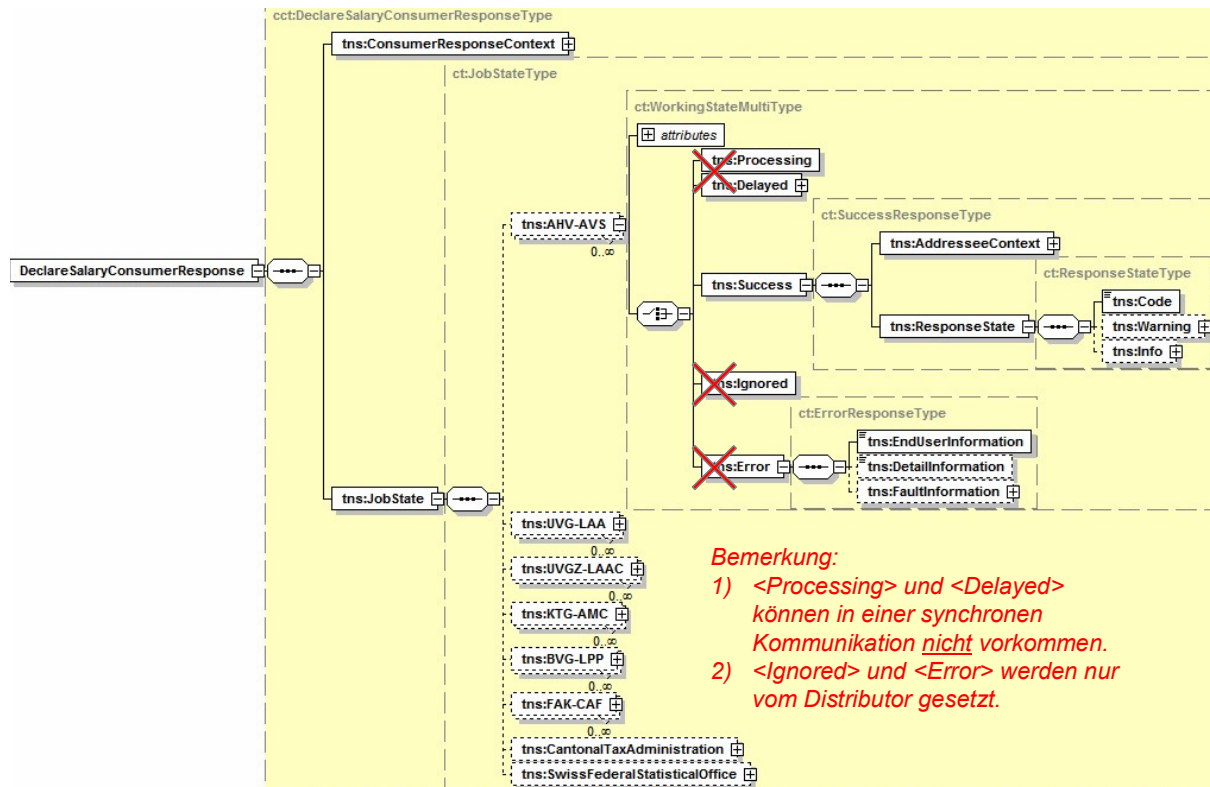 cct:DeclareSalaryConsumerResponseType
tns:ConsumerResponseContext
ct:JobStateType
ct:WorkingStateMultiType
attributes
tns:Processing
tns:Delayed
ct:SuccessResponseType
tns:AHV-AVS
0..∞
tns:AddresseeContext
ct:ResponseStateType
DeclareSalaryConsumerResponse
tns:Success
tns:Code
tns:ResponseState
tns:Warning
tns:Info
tns:Ignored
ct:ErrorResponseType
tns:EndUserInformation
tns:Error
tns:DetailInformation
tns:FaultInformation
tns:JobState
tns:UVG-LAA
0..∞
tns:UVGZ-LAAC
0..∞
tns:KTG-AMC
0..∞
tns:BVG-LPP
0..∞
tns:FAK-CAF
0..∞
tns:CantonalTaxAdministration
tns:SwissFederalStatisticalOffice
Bemerkung:
1) <Processing> und <Delayed>
können in einer synchronen
Kommunikation nicht vorkommen.
2) <Ignored> und <Error> werden nur
vom Distributor gesetzt.